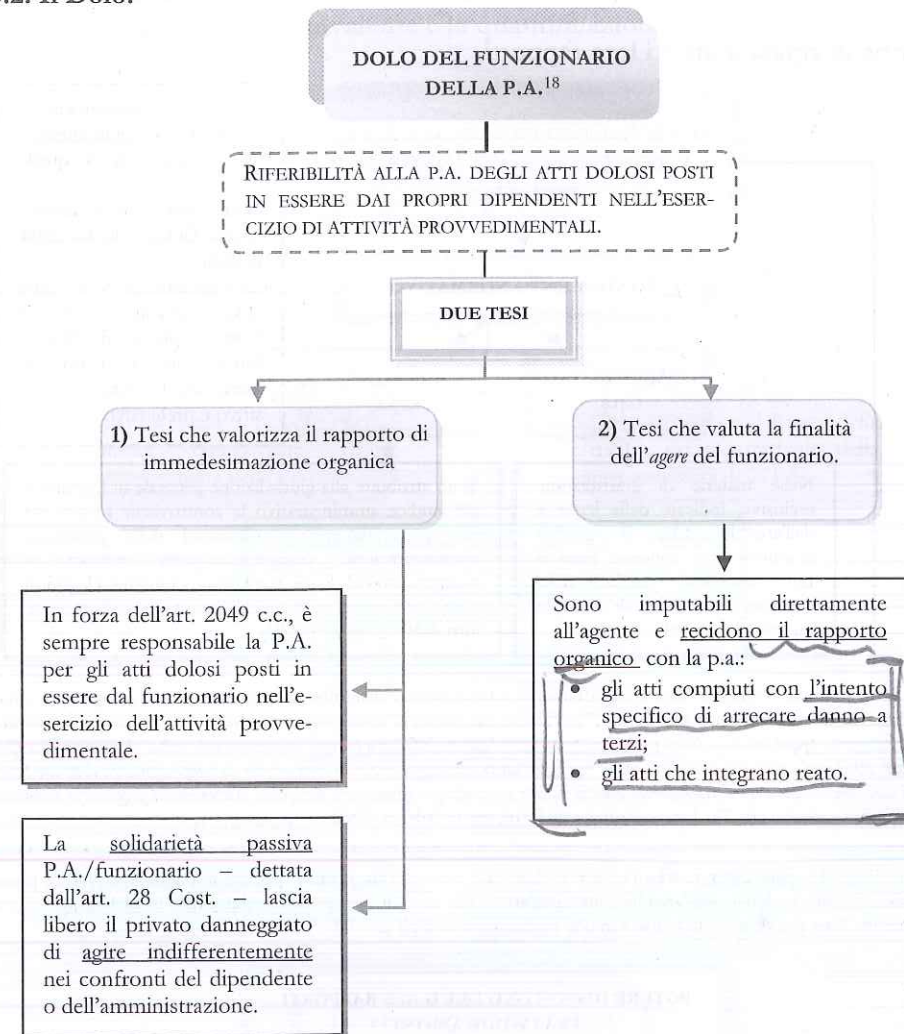 .2. Il Dolo.
DOLO DEL FUNZIONARIO
DELLA P.A.18
RIFERIBILITÀ ALLA P.A. DEGLI ATTI DOLOSI POSTI
IN ESSERE DAI PROPRI DIPENDENTI NELL'ESER-
CIZIO DI ATTIVITÀ PROVVEDIMENTALI.
DUE TESI
1) Tesi che valorizza il rapporto di
immedesimazione organica
2) Tesi che valuta la finalità
dell'agere del funzionario.
In forza dell'art. 2049 c.c., è
sempre responsabile la P.A.
per gli atti dolosi posti in
essere dal funzionario nell'e-
sercizio dell'attività provve-
dimentale.
La solidarietà passiva
P.A./funzionario – dettata
dall'art. 28 Cost. lascia
libero il privato danneggiato
di agire indifferentemente
nei confronti del dipendente
o dell'amministrazione.
Sono imputabili direttamente
all'agente e recidono il rapporto
organico con la p.a.:
• gli atti compiuti con l'intento
specifico di arrecare danno a
terzi;
• gli atti che integrano reato.